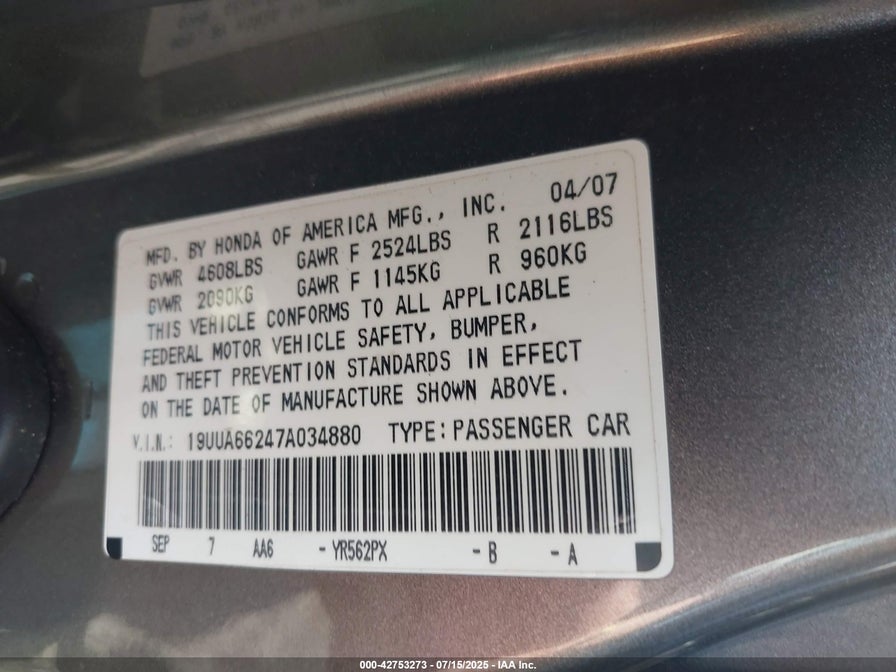 MFD. BY HONDA OF AMERICA MFG., INC. 04/07
GVWR 4608LBS GAWR F 2524LBS R 2116LBS
GVWR 2090KG GAWR F 1145KG R 960KG
THIS VEHICLE CONFORMS TO ALL APPLICABLE
FEDERAL MOTOR VEHICLE SAFETY, BUMPER,
AND THEFT PREVENTION STANDARDS IN EFFECT
ON THE DATE OF MANUFACTURE SHOWN ABOVE.
V.I.N.: 19UUA66247A034880 TYPE: PASSENGER CAR
SEP 7 AA6 - YR562PX - B - A
000-42753273 - 07/15/2025 - IAA Inc.